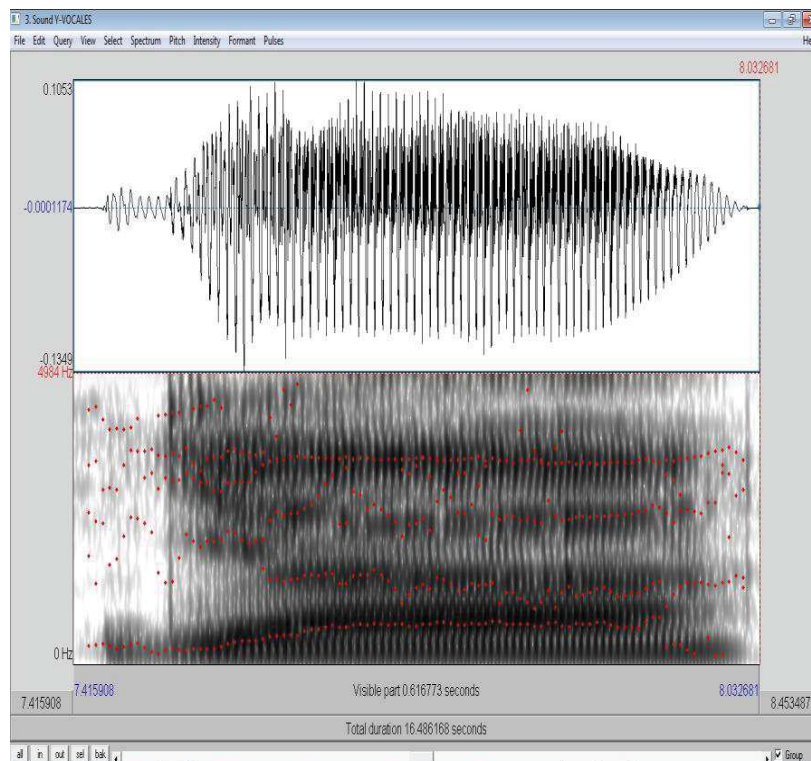 3. Sound Y-VOCALES
File Edit Query View Select Spectrum Pitch Intensity Formant Pulses He
8.032681
0.1053
-0.0001174
-0.1349
4984 Hz
0 Hz
7.415908 Visible part 0.616773 seconds 8.032681
7.415908 8.453487
Total duration 16.486168 seconds
all in out sel bak Group